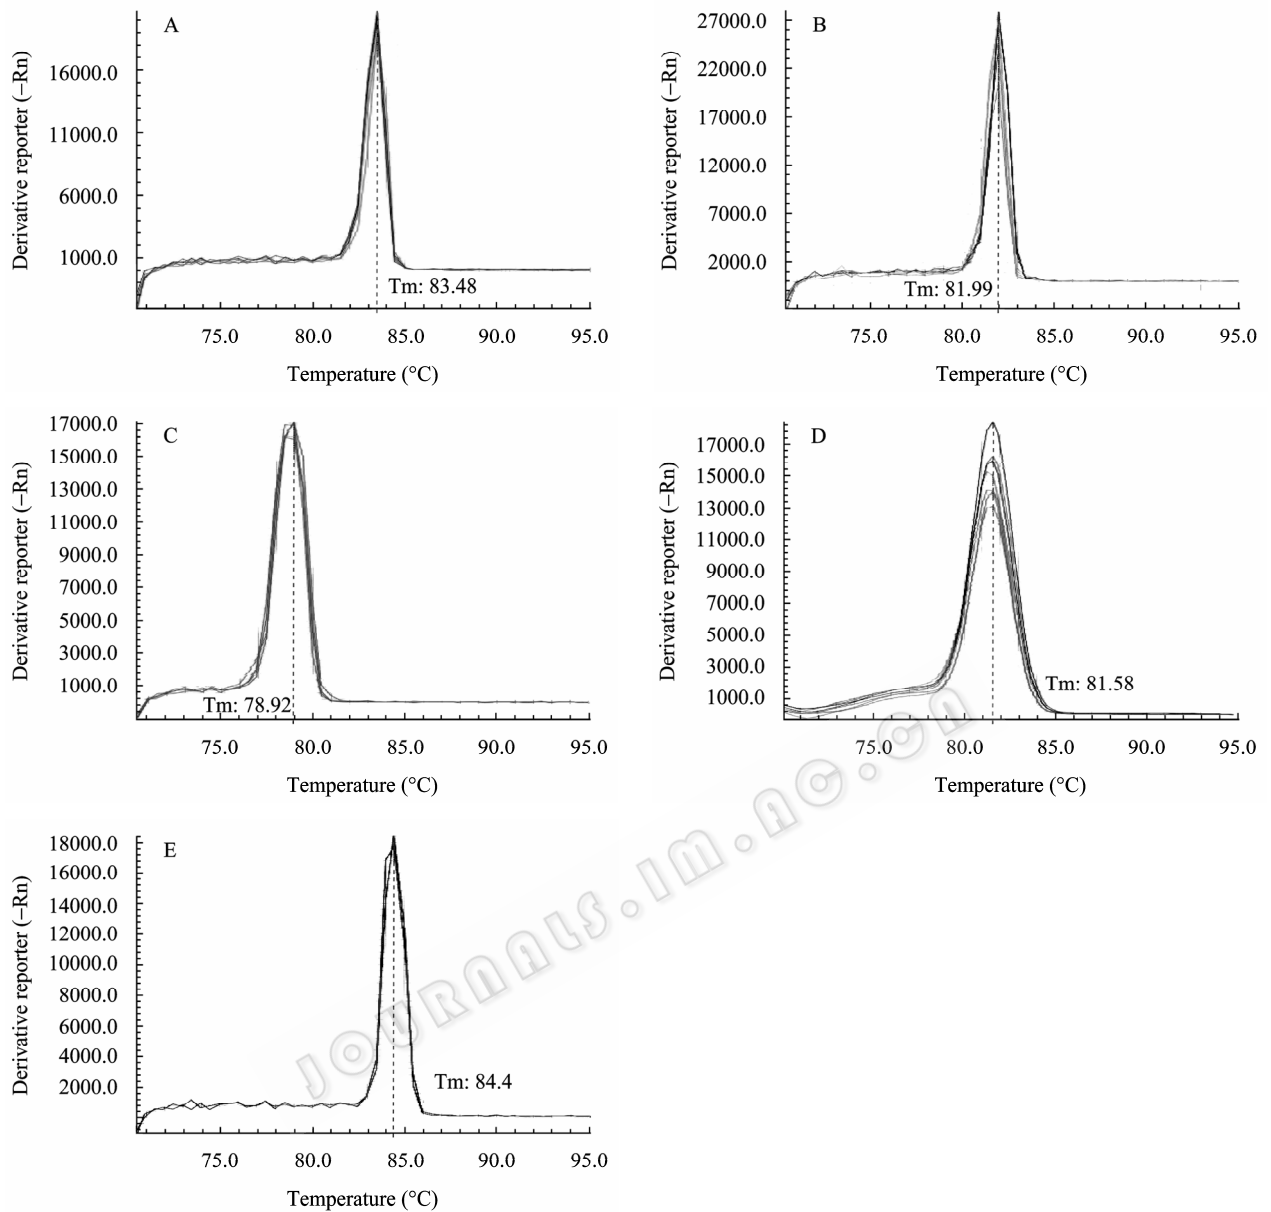 A
Derivative reporter (−Rn)
16000.0
11000.0
6000.0
1000.0
Tm: 83.48
75.0 80.0 85.0 90.0 95.0
Temperature (°C)
B
Derivative reporter (−Rn)
27000.0
22000.0
17000.0
12000.0
7000.0
2000.0
Tm: 81.99
75.0 80.0 85.0 90.0 95.0
Temperature (°C)
C
Derivative reporter (−Rn)
17000.0
15000.0
13000.0
11000.0
9000.0
7000.0
5000.0
3000.0
1000.0
Tm: 78.92
75.0 80.0 85.0 90.0 95.0
Temperature (°C)
D
Derivative reporter (−Rn)
17000.0
15000.0
13000.0
11000.0
9000.0
7000.0
5000.0
3000.0
1000.0
Tm: 81.58
75.0 80.0 85.0 90.0 95.0
Temperature (°C)
E
Derivative reporter (−Rn)
18000.0
16000.0
14000.0
12000.0
10000.0
8000.0
6000.0
4000.0
2000.0
Tm: 84.4
75.0 80.0 85.0 90.0 95.0
Temperature (°C)
JOURNALS.IM.AC.CN